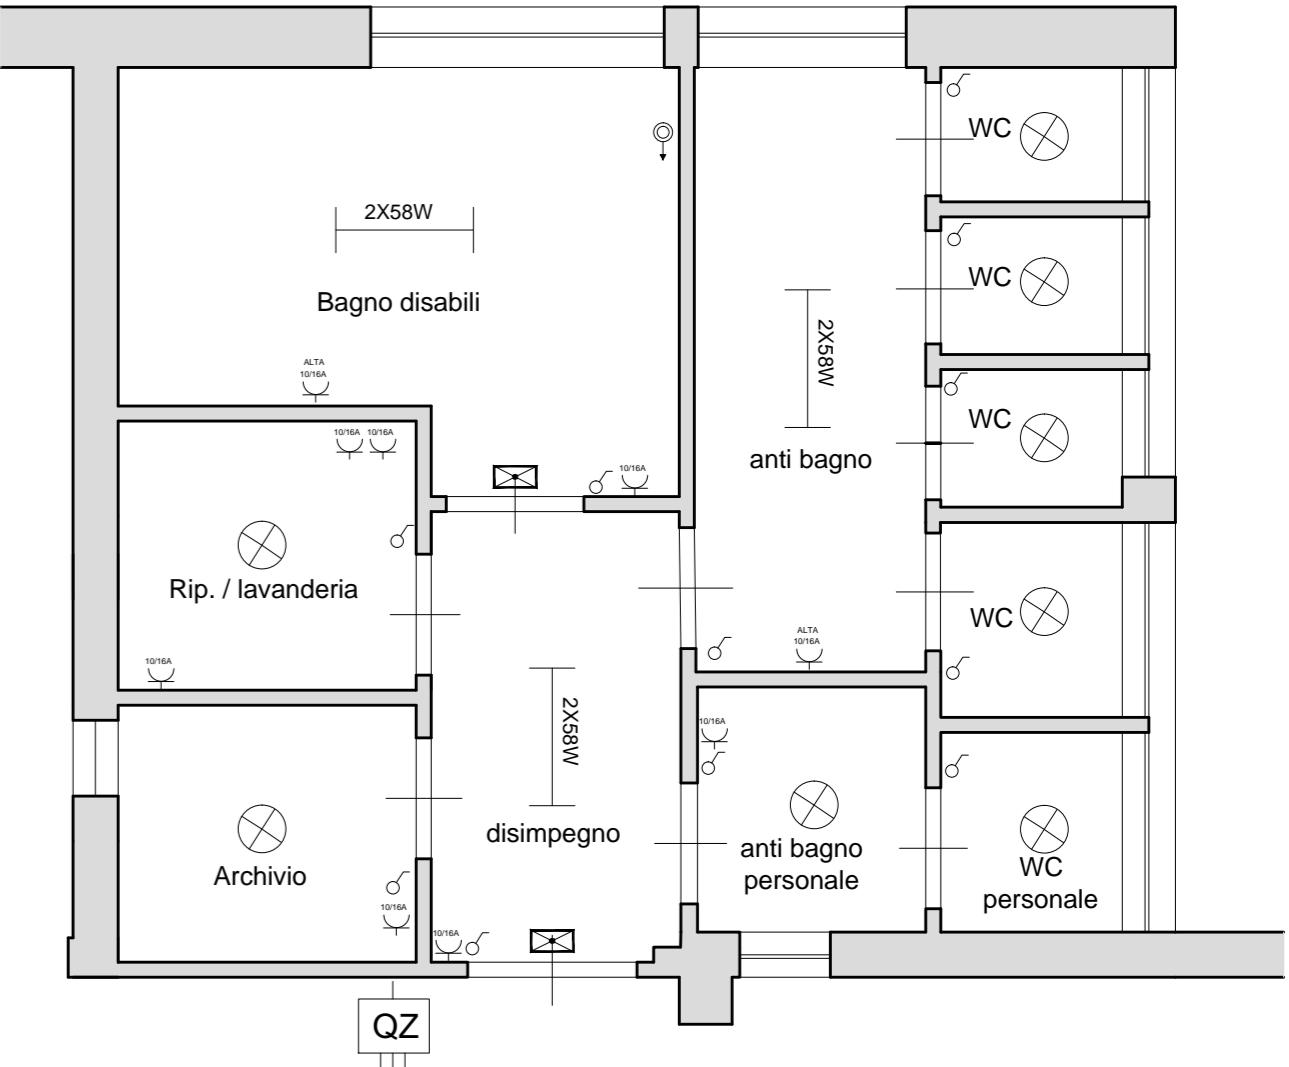 WC
2X58W
WC
Bagno disabili
2X58W
ALTA
10/16A
WC
10/16A
10/16A
anti bagno
10/16A
Rip. / lavanderia
WC
ALTA
10/16A
10/16A
2X58W
10/16A
disimpegno
anti bagno
personale
Archivio
WC
personale
10/16A
10/16A
QZ